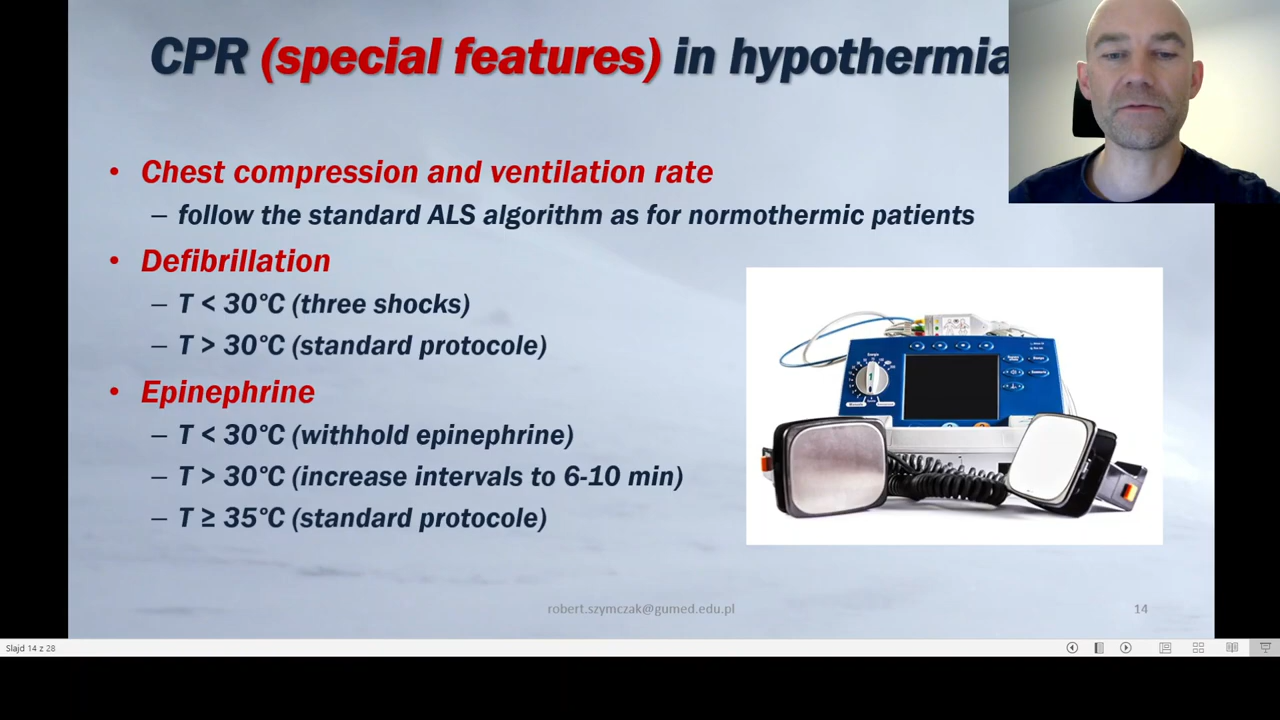 CPR (special features) in hypothermia
• Chest compression and ventilation rate
– follow the standard ALS algorithm as for normothermic patients
• Defibrillation
– T < 30°C (three shocks)
– T > 30°C (standard protocole)
• Epinephrine
– T < 30°C (withhold epinephrine)
– T > 30°C (increase intervals to 6-10 min)
– T ≥ 35°C (standard protocole)
robert.szymczak@gumed.edu.pl
14
Slajd 14 z 28